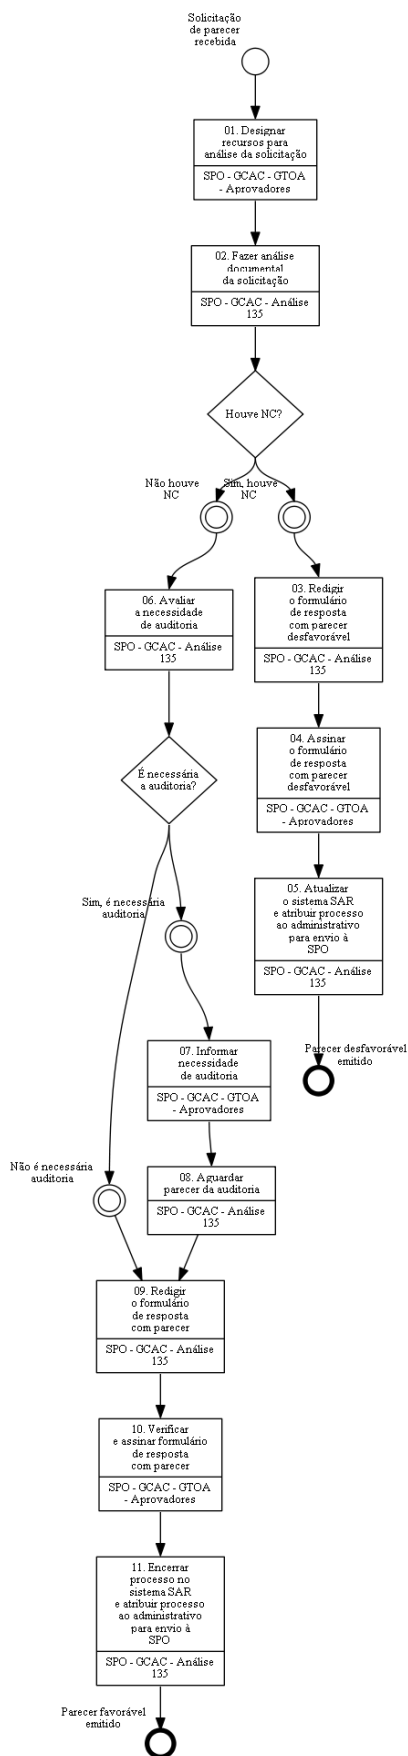 Solicitação
de parecer
recebida
01. Designar
recursos para
análise da solicitação
SPO - GCAC - GTOA
- Aprovadores
02. Fazer análise
documental
da solicitação
SPO - GCAC - Análise
135
Houve NC?
Não houve
NC
Sim, houve
NC
06. Avaliar
a necessidade
de auditoria
SPO - GCAC - Análise
135
03. Redigir
o formulário
de resposta
com parecer
desfavorável
SPO - GCAC - Análise
135
04. Assinar
o formulário
de resposta
com parecer
desfavorável
SPO - GCAC - GTOA
- Aprovadores
É necessária
a auditoria?
05. Atualizar
o sistema SAR
e atribuir processo
ao administrativo
para envio à
SPO
SPO - GCAC - Análise
135
Sim, é necessária
auditoria
07. Informar
necessidade
de auditoria
SPO - GCAC - GTOA
- Aprovadores
Parecer desfavorável
emitido
Não é necessária
auditoria
08. Aguardar
parecer da auditoria
SPO - GCAC - Análise
135
09. Redigir
o formulário
de resposta
com parecer
SPO - GCAC - Análise
135
10. Verificar
e assinar formulário
de resposta
com parecer
SPO - GCAC - GTOA
- Aprovadores
11. Encerrar
processo no
sistema SAR
e atribuir processo
ao administrativo
para envio à
SPO
SPO - GCAC - Análise
135
Parecer favorável
emitido